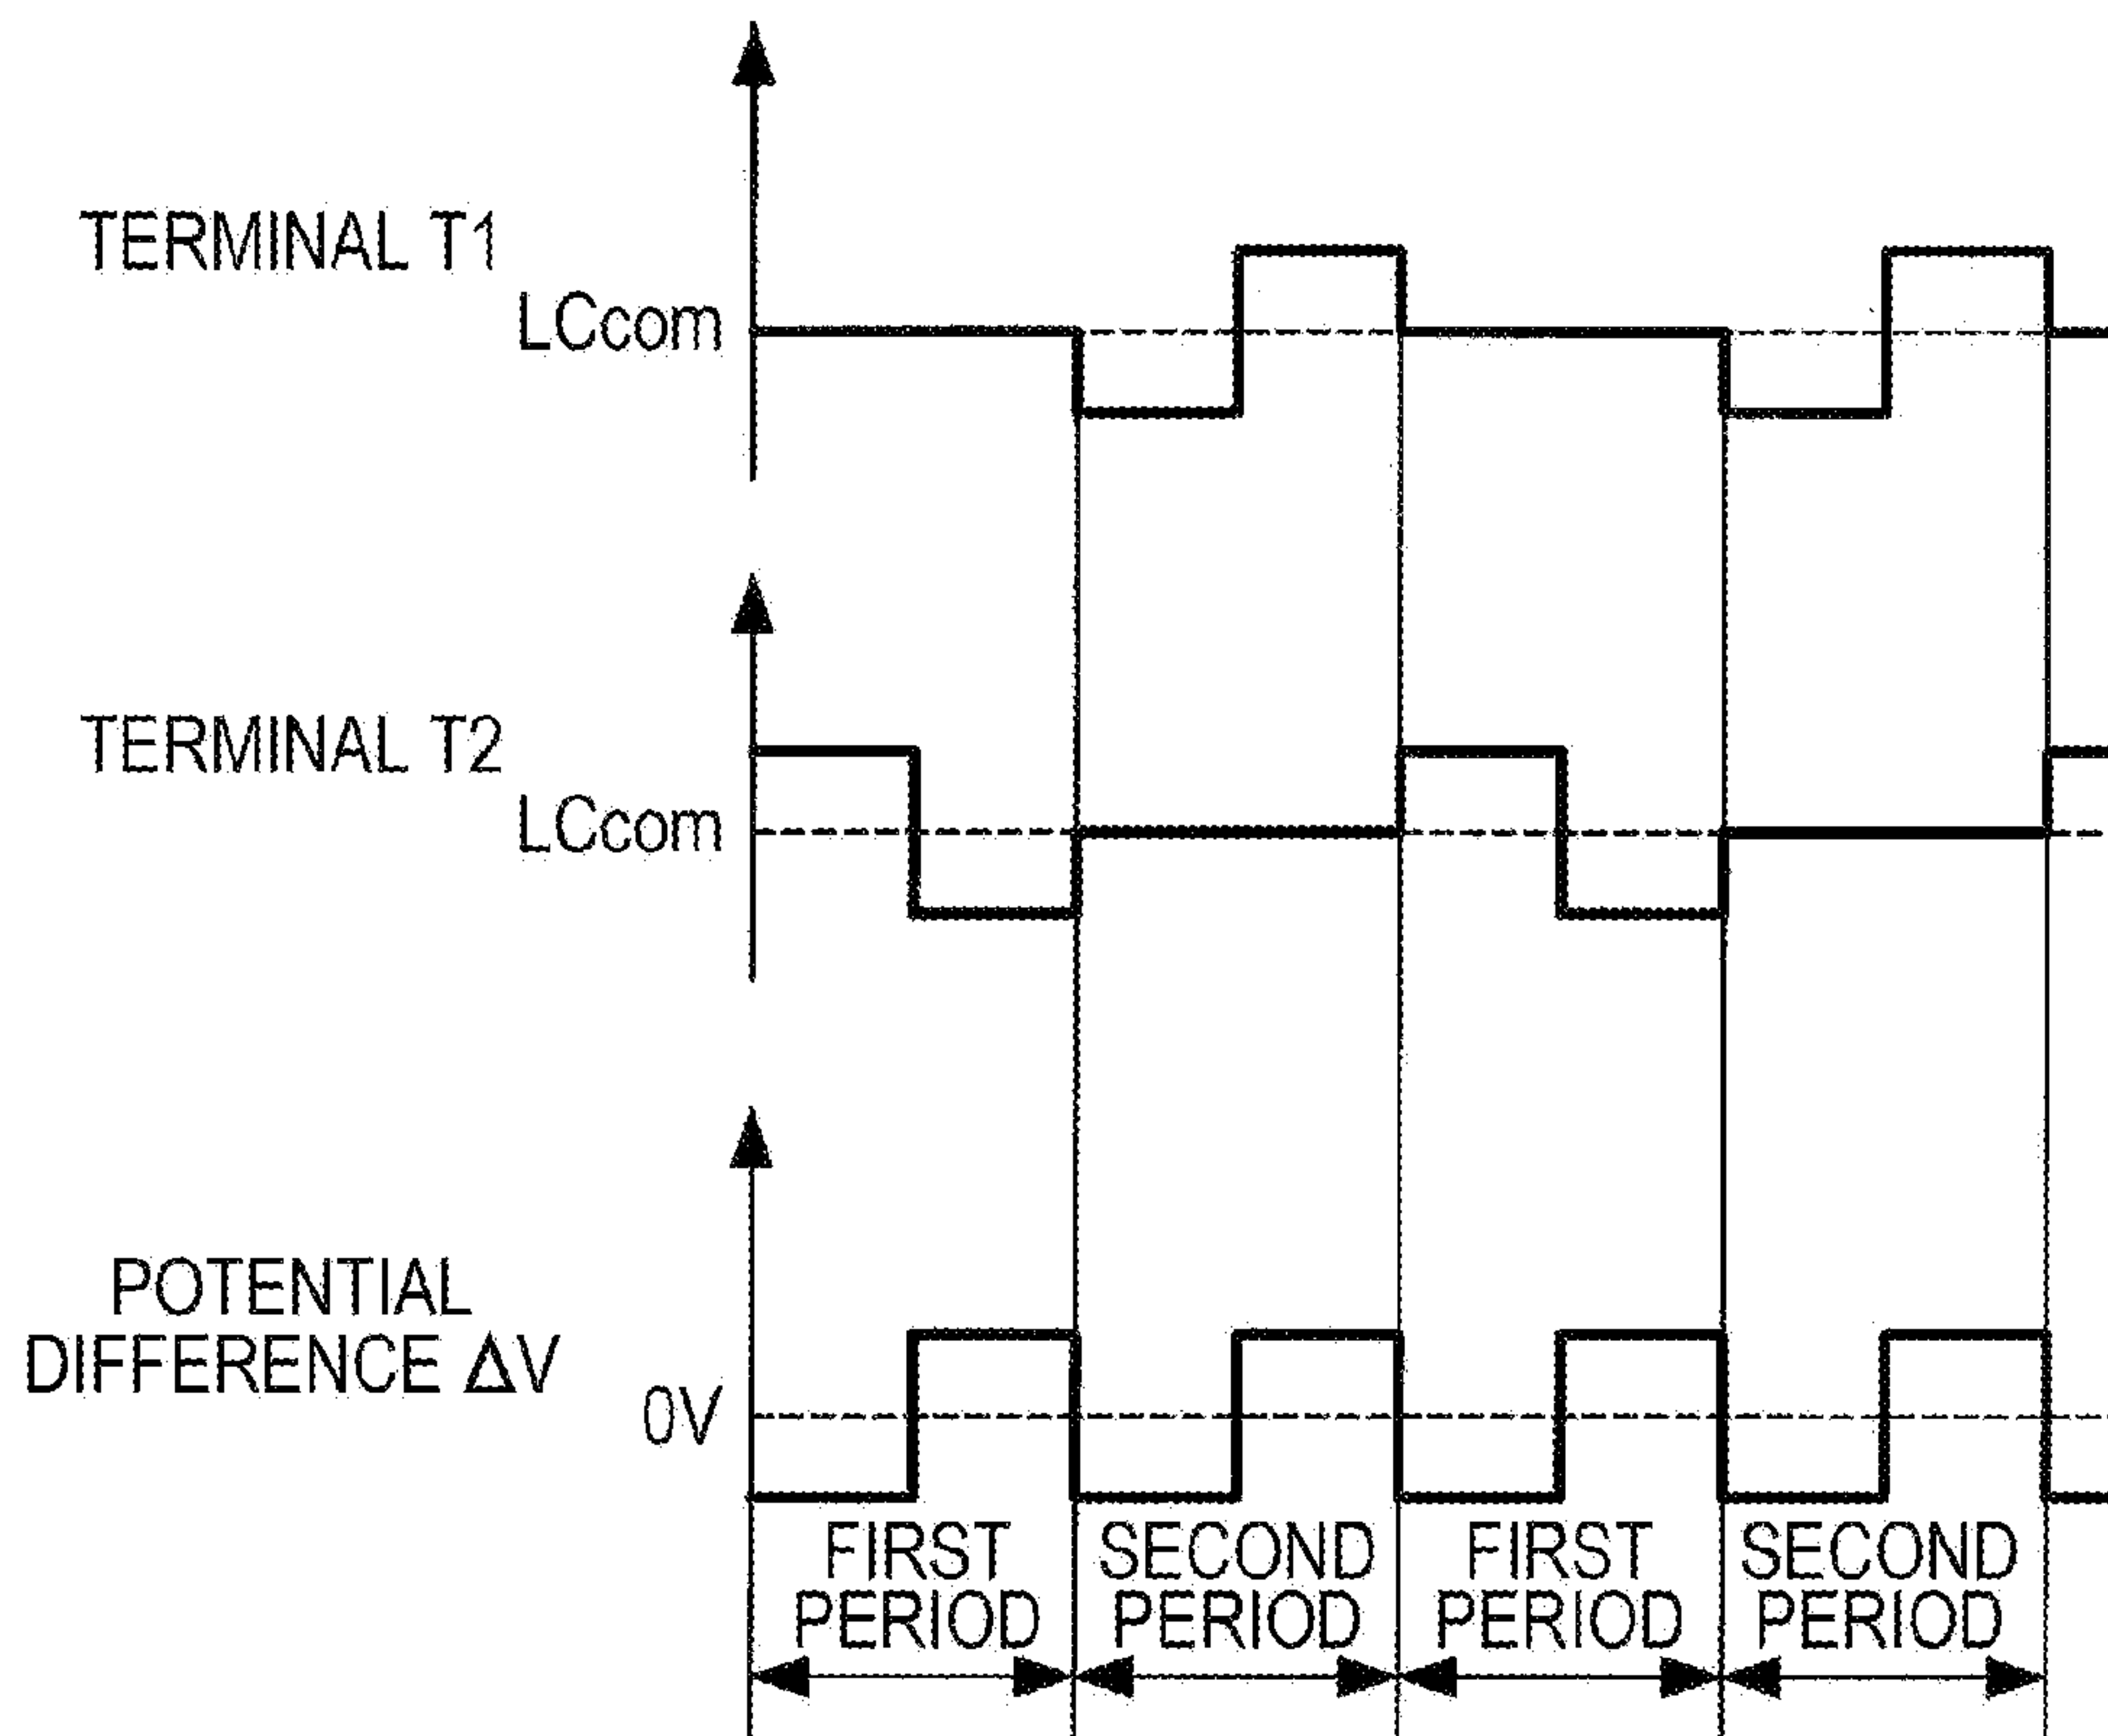 TERMINAL T1
LCcom
TERMINAL T2
LCcom
POTENTIAL
DIFFERENCE ΔV
0V
FIRST
PERIOD
SECOND
PERIOD
FIRST
PERIOD
SECOND
PERIOD